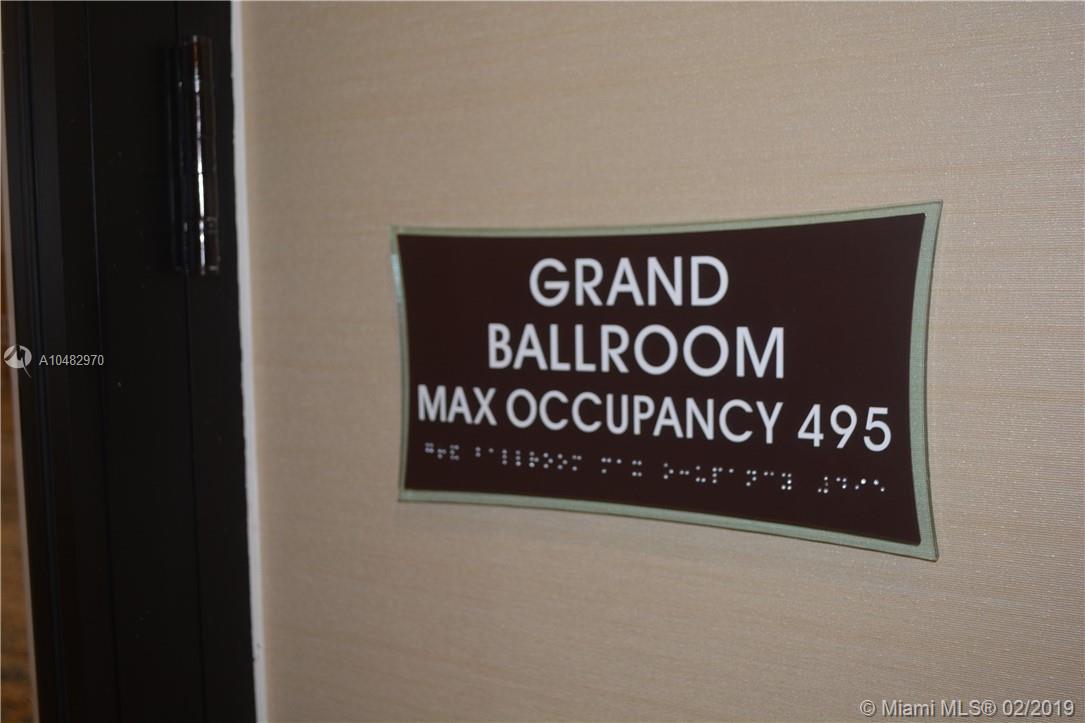 GRAND
BALLROOM
MAX OCCUPANCY 495
A10482970
© Miami MLS® 02/2019